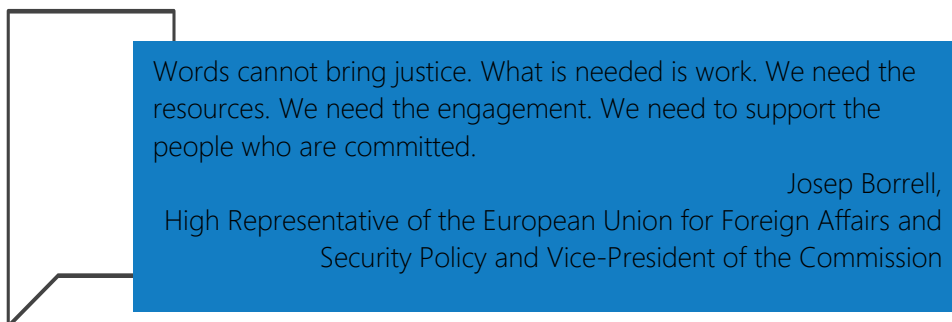 Words cannot bring justice. What is needed is work. We need the
resources. We need the engagement. We need to support the
people who are committed.
Josep Borrell,
High Representative of the European Union for Foreign Affairs and
Security Policy and Vice-President of the Commission